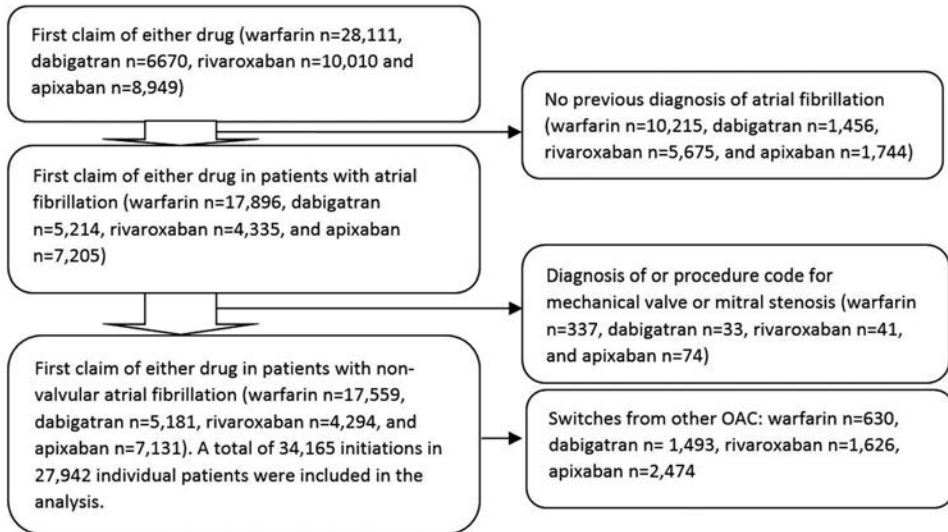 First claim of either drug (warfarin n=28,111,
dabigatran n=6670, rivaroxaban n=10,010 and
apixaban n=8,949)
No previous diagnosis of atrial fibrillation
(warfarin n=10,215, dabigatran n=1,456,
rivaroxaban n=5,675, and apixaban n=1,744)
First claim of either drug in patients with atrial
fibrillation (warfarin n=17,896, dabigatran
n=5,214, rivaroxaban n=4,335, and apixaban
n=7,205)
Diagnosis of or procedure code for
mechanical valve or mitral stenosis (warfarin
n=337, dabigatran n=33, rivaroxaban n=41,
and apixaban n=74)
First claim of either drug in patients with non-
valvular atrial fibrillation (warfarin n=17,559,
dabigatran n=5,181, rivaroxaban n=4,294, and
apixaban n=7,131). A total of 34,165 initiations in
27,942 individual patients were included in the
analysis.
Switches from other OAC: warfarin n=630,
dabigatran n= 1,493, rivaroxaban n=1,626,
apixaban n=2,474